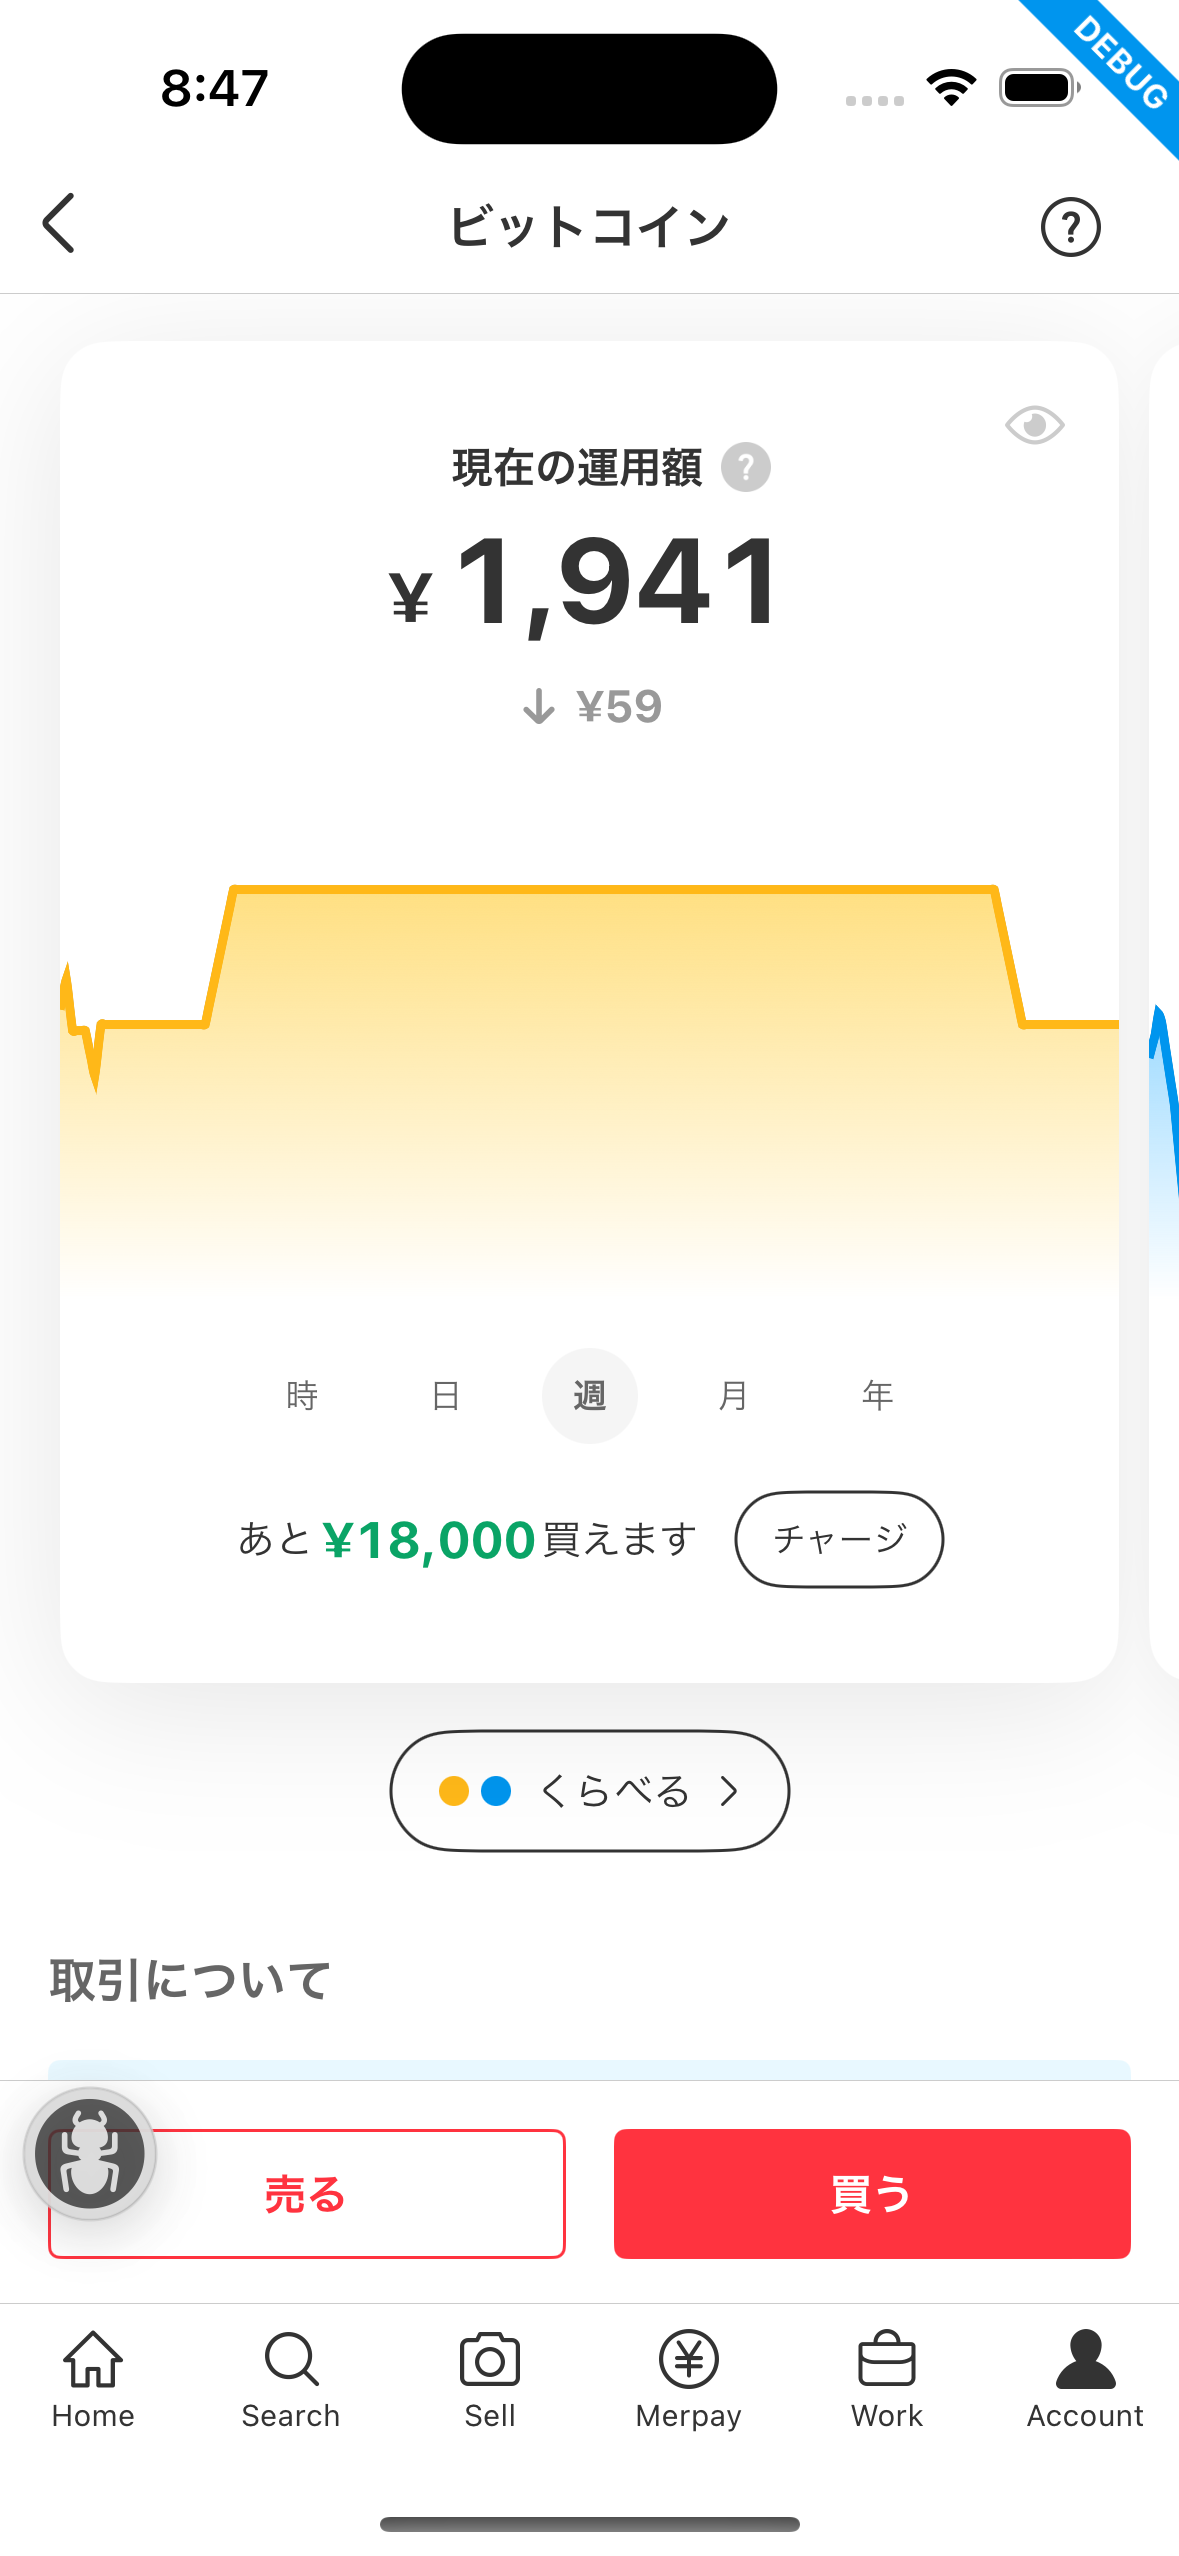 8:47
DEBUG
ビットコイン
?
現在の運用額 ?
¥ 1,941
↓ ¥59
時 日 週 月 年
あと ¥18,000 買えます チャージ
くらべる
取引について
売る 買う
Home Search Sell Merpay Work Account